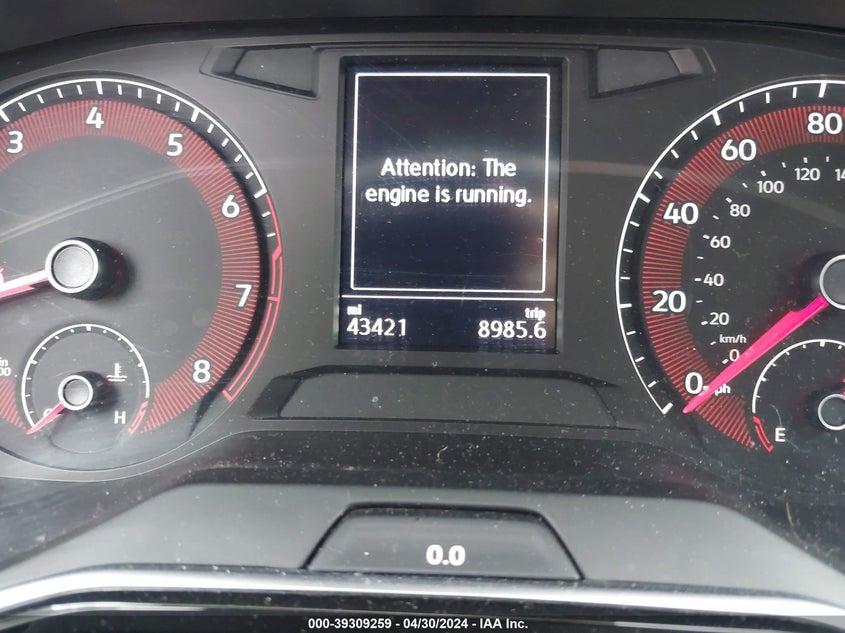 3 4 5 6 7 8
H
Attention: The
engine is running.
mi trip
43421 8985.6
0 20 40 60 80
0 20 40 60 80 100 120
km/h
E
0.0
000-39309259 - 04/30/2024 - IAA Inc.